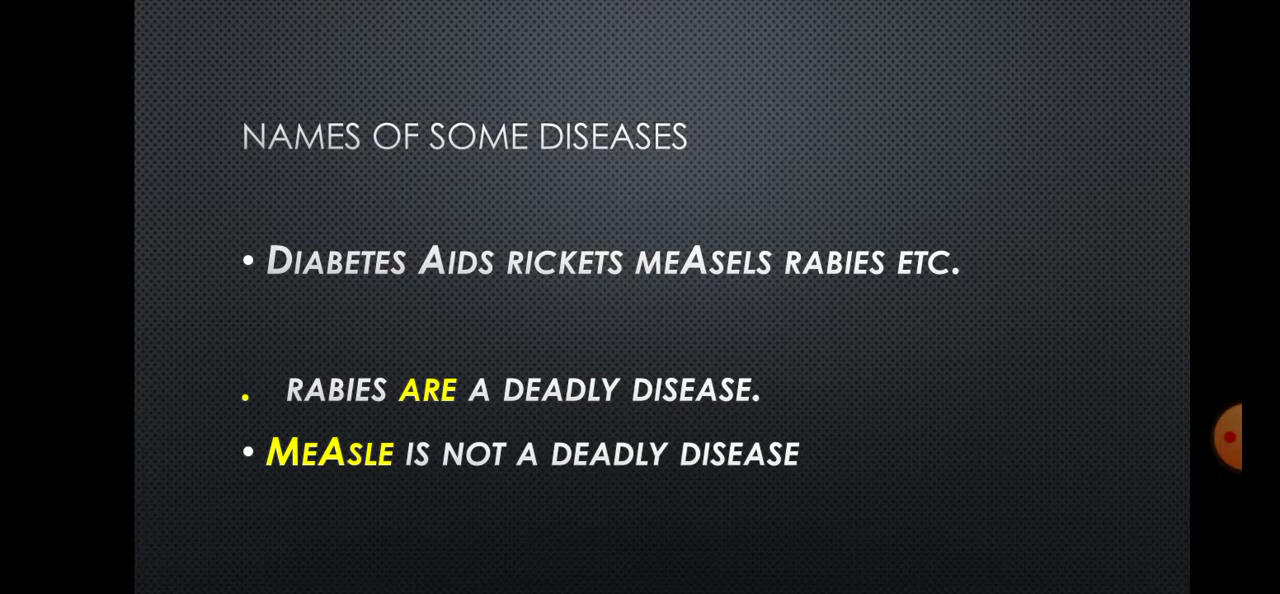 NAMES OF SOME DISEASES
• DIABETES AIDS RICKETS MEASELS RABIES ETC.
. RABIES ARE A DEADLY DISEASE.
• MEASLE IS NOT A DEADLY DISEASE